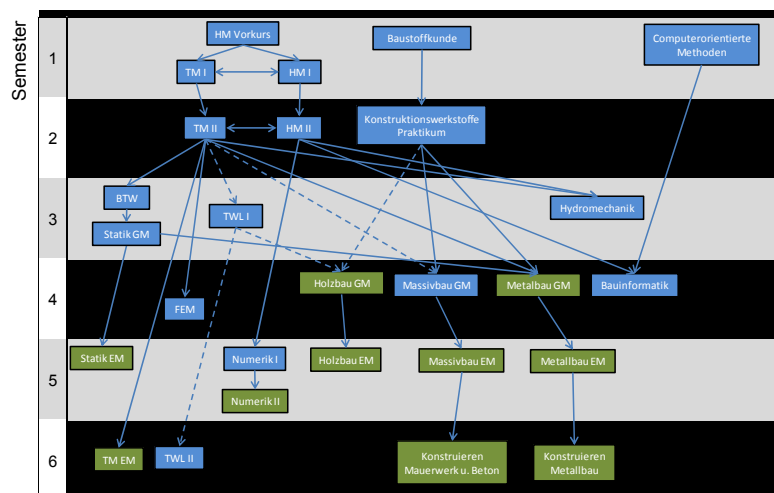 Semester
1
HM Vorkurs
Baustoffkunde
Computerorientierte
Methoden
TM I
HM I
2
TM II
HM II
Konstruktionswerkstoffe
Praktikum
3
BTW
TWL I
Hydromechanik
Statik GM
4
Holzbau GM
Massivbau GM
Metalbau GM
Bauinformatik
FEM
5
Statik EM
Numerik I
Holzbau EM
Massivbau EM
Metallbau EM
Numerik II
6
TM EM
TWL II
Konstruieren
Mauerwerk u. Beton
Konstruieren
Metallbau